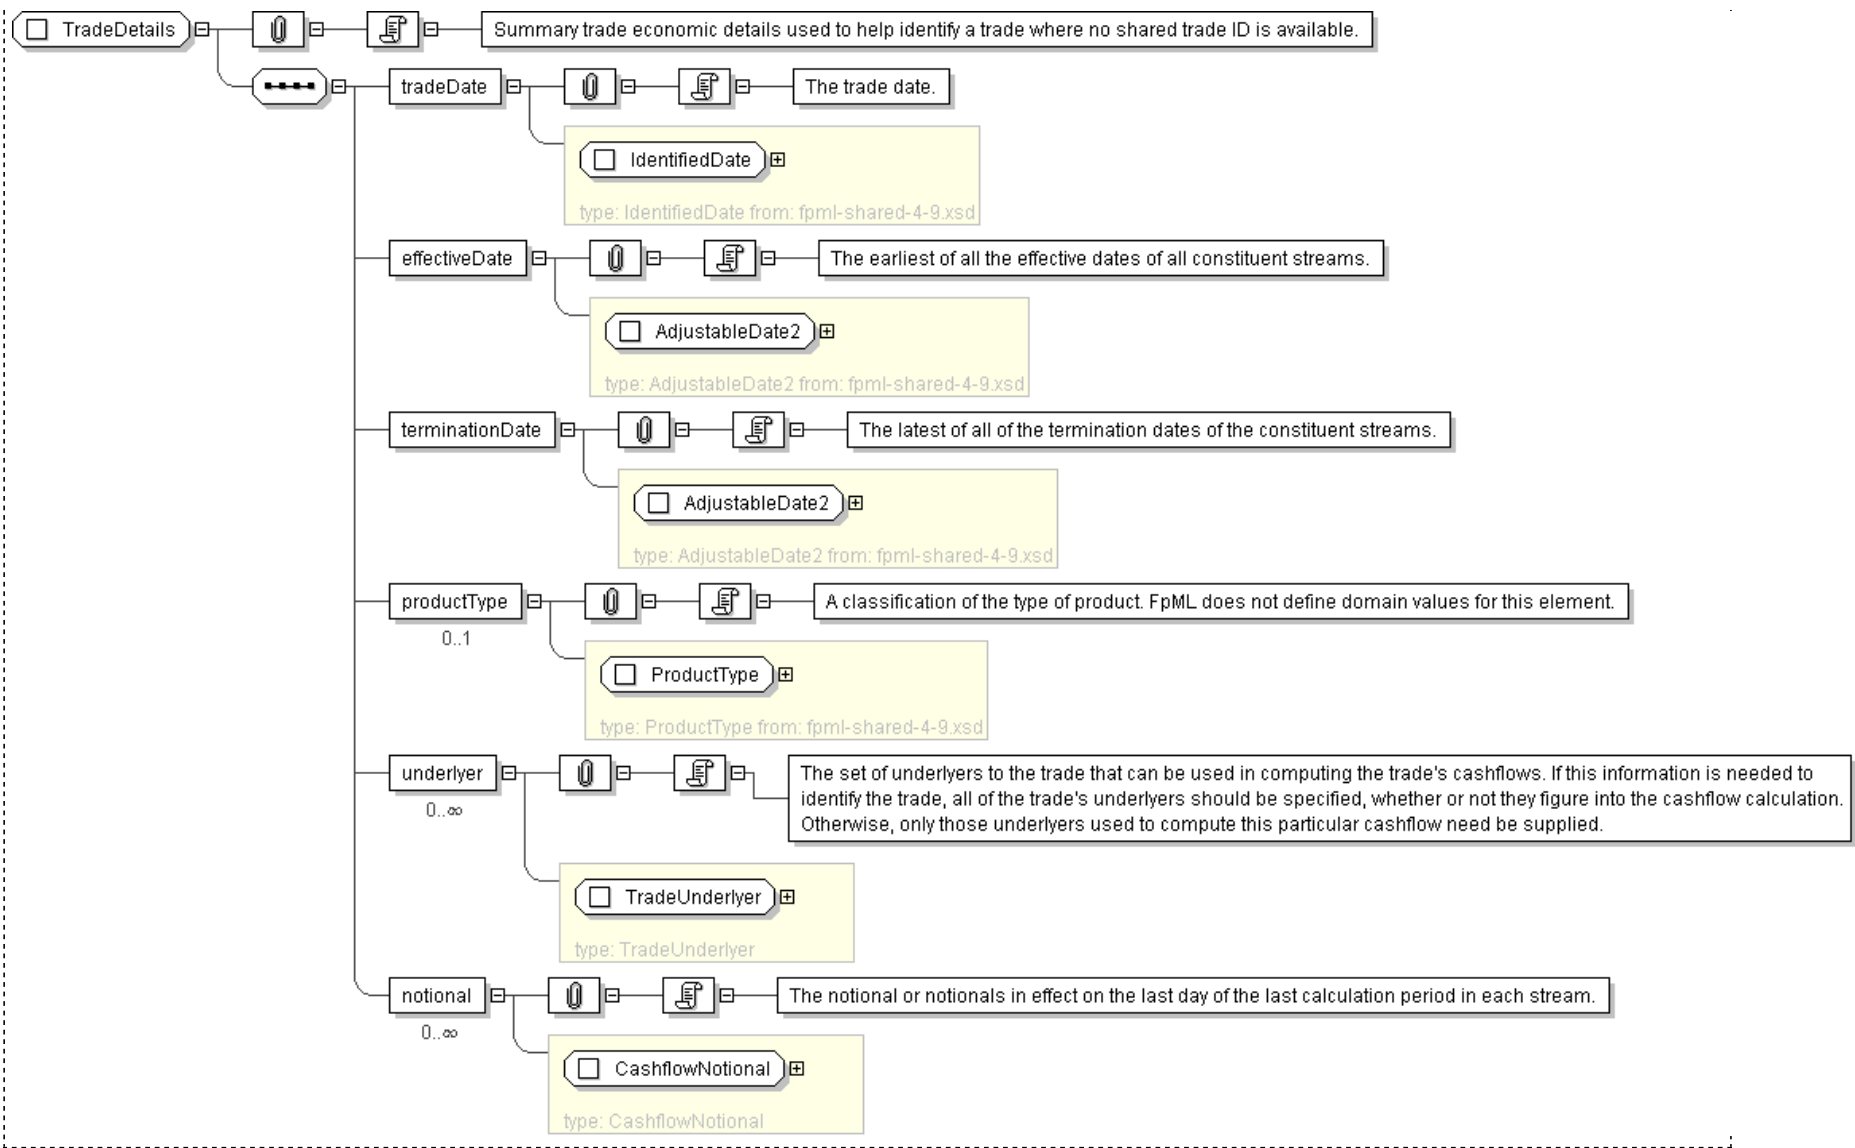 TradeDetails
Summary trade economic details used to help identify a trade where no shared trade ID is available.
tradeDate
The trade date.
IdentifiedDate
type: IdentifiedDate from: fpml-shared-4-9.xsd
effectiveDate
The earliest of all the effective dates of all constituent streams.
AdjustableDate2
type: AdjustableDate2 from: fpml-shared-4-9.xsd
terminationDate
The latest of all of the termination dates of the constituent streams.
AdjustableDate2
type: AdjustableDate2 from: fpml-shared-4-9.xsd
productType
A classification of the type of product. FpML does not define domain values for this element.
0..1
ProductType
type: ProductType from: fpml-shared-4-9.xsd
underlyer
The set of underlyers to the trade that can be used in computing the trade's cashflows. If this information is needed to
identify the trade, all of the trade's underlyers should be specified, whether or not they figure into the cashflow calculation.
Otherwise, only those underlyers used to compute this particular cashflow need be supplied.
0..∞
TradeUnderlyer
type: TradeUnderlyer
notional
The notional or notionals in effect on the last day of the last calculation period in each stream.
0..∞
CashflowNotional
type: CashflowNotional